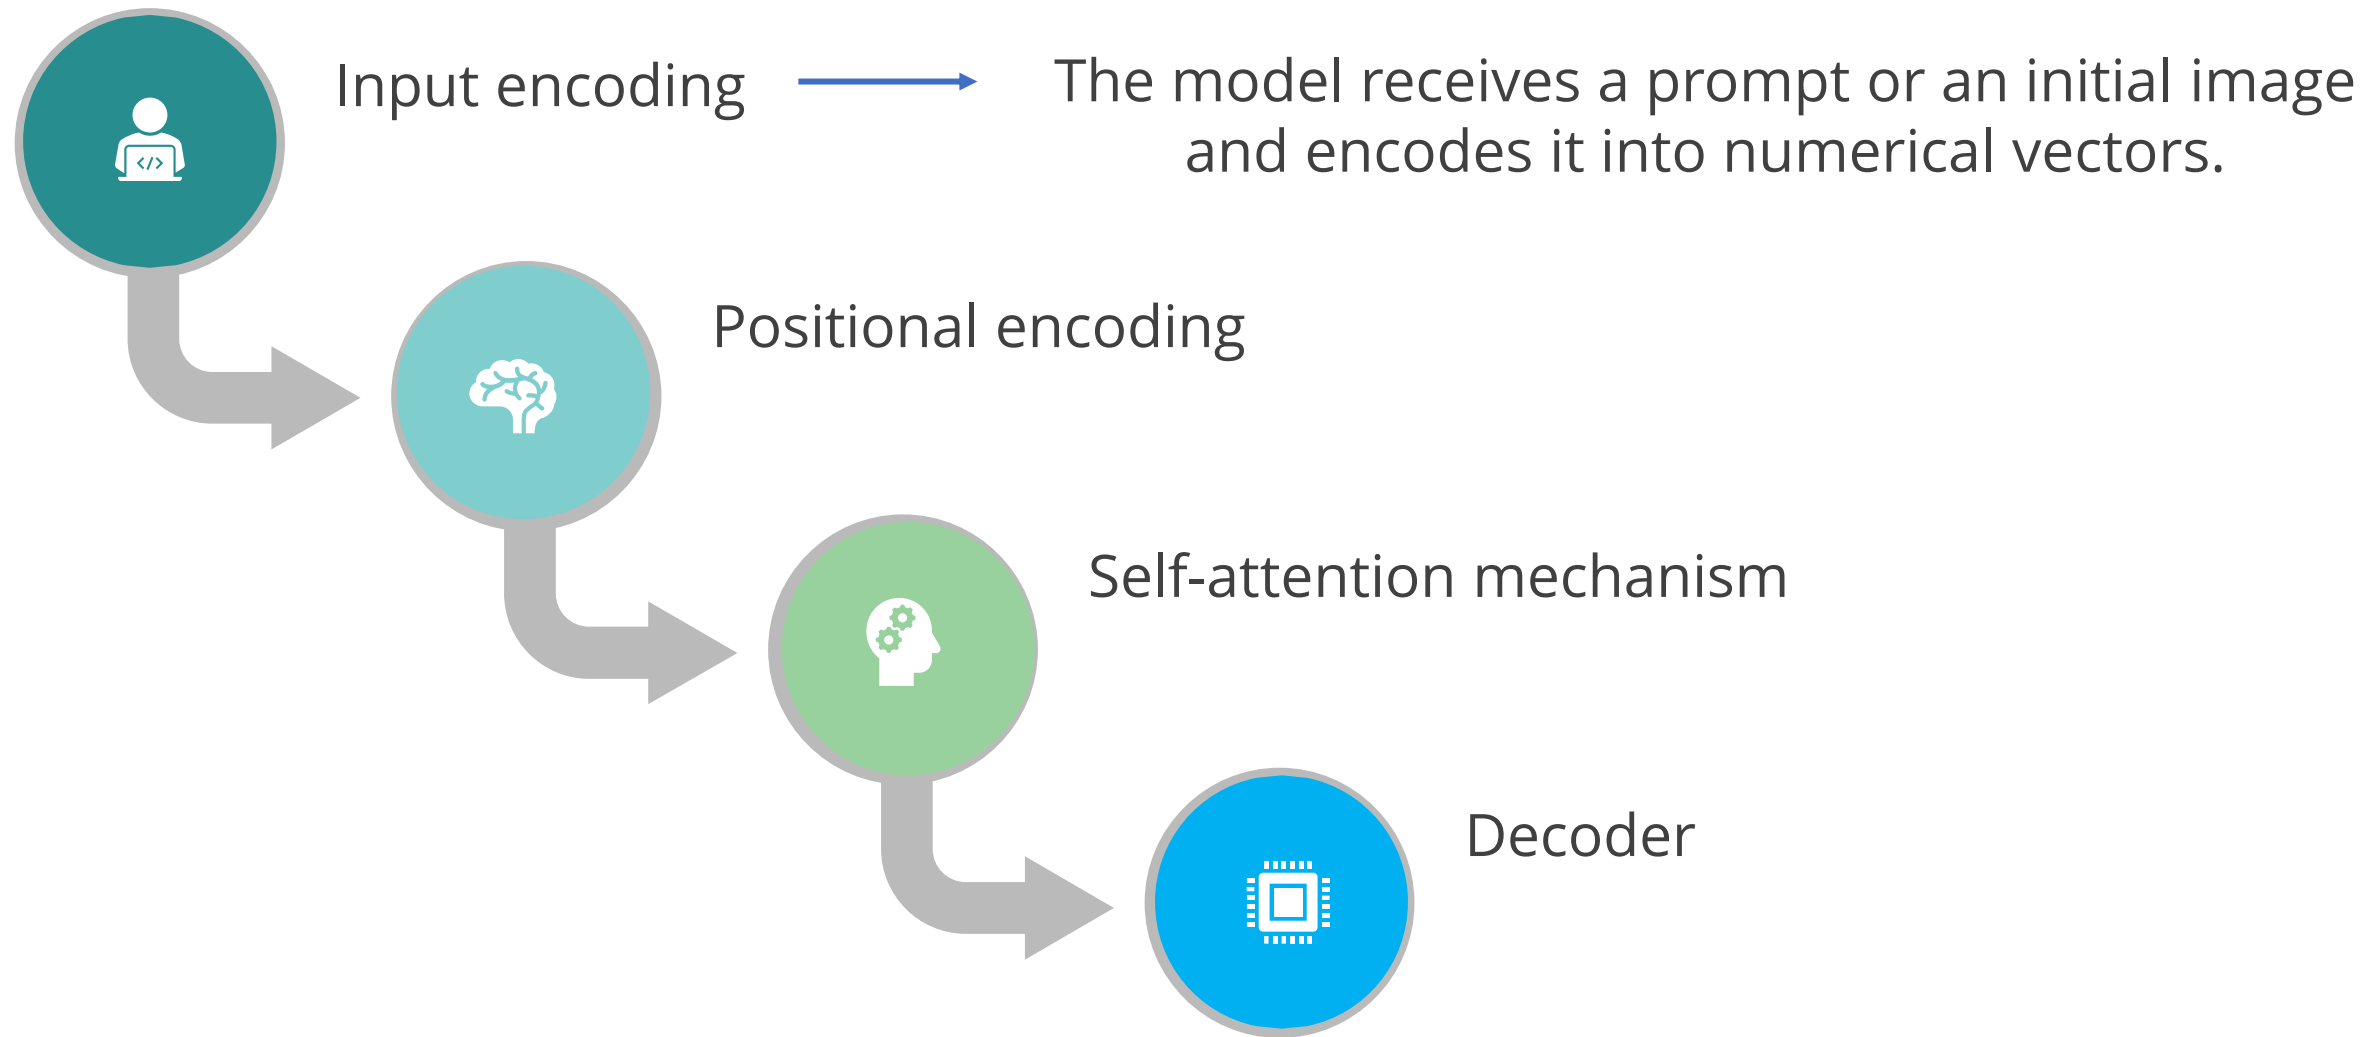 Input encoding
The model receives a prompt or an initial image
and encodes it into numerical vectors.
Positional encoding
Self-attention mechanism
Decoder